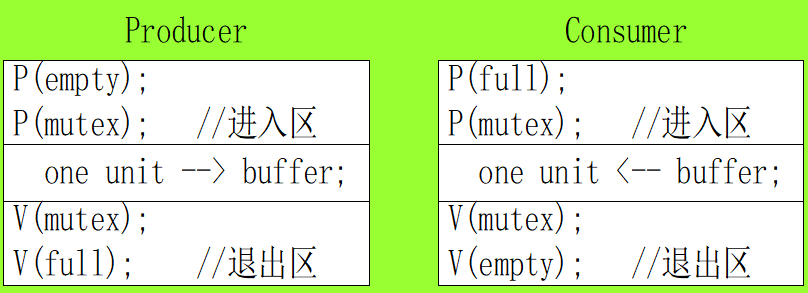 Producer
P(empty);
P(mutex); //进入区
one unit --> buffer;
V(mutex);
V(full); //退出区
Consumer
P(full);
P(mutex); //进入区
one unit <-- buffer;
V(mutex);
V(empty); //退出区